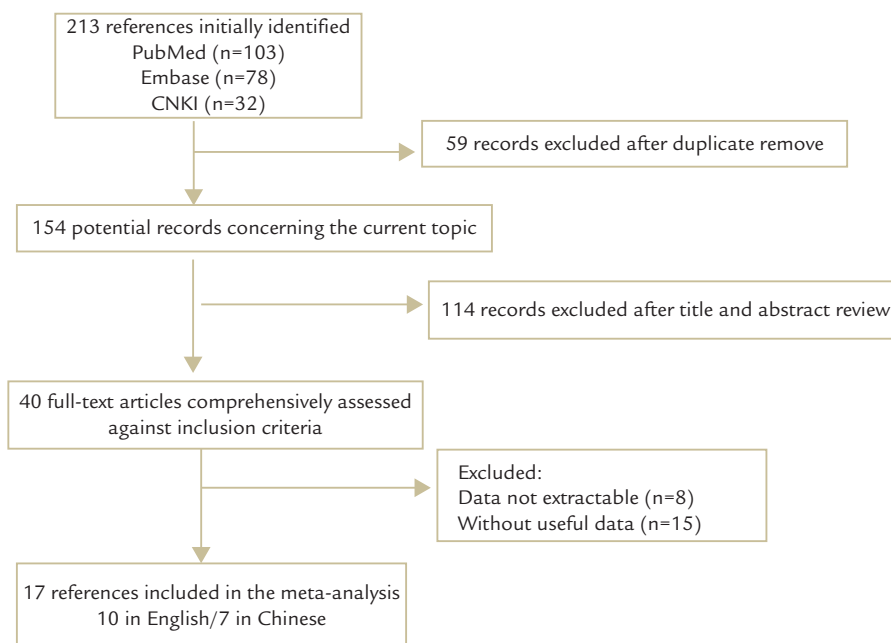 213 references initially identified
PubMed (n=103)
Embase (n=78)
CNKI (n=32)
59 records excluded after duplicate remove
154 potential records concerning the current topic
114 records excluded after title and abstract review
40 full-text articles comprehensively assessed
against inclusion criteria
Excluded:
Data not extractable (n=8)
Without useful data (n=15)
17 references included in the meta-analysis
10 in English/7 in Chinese